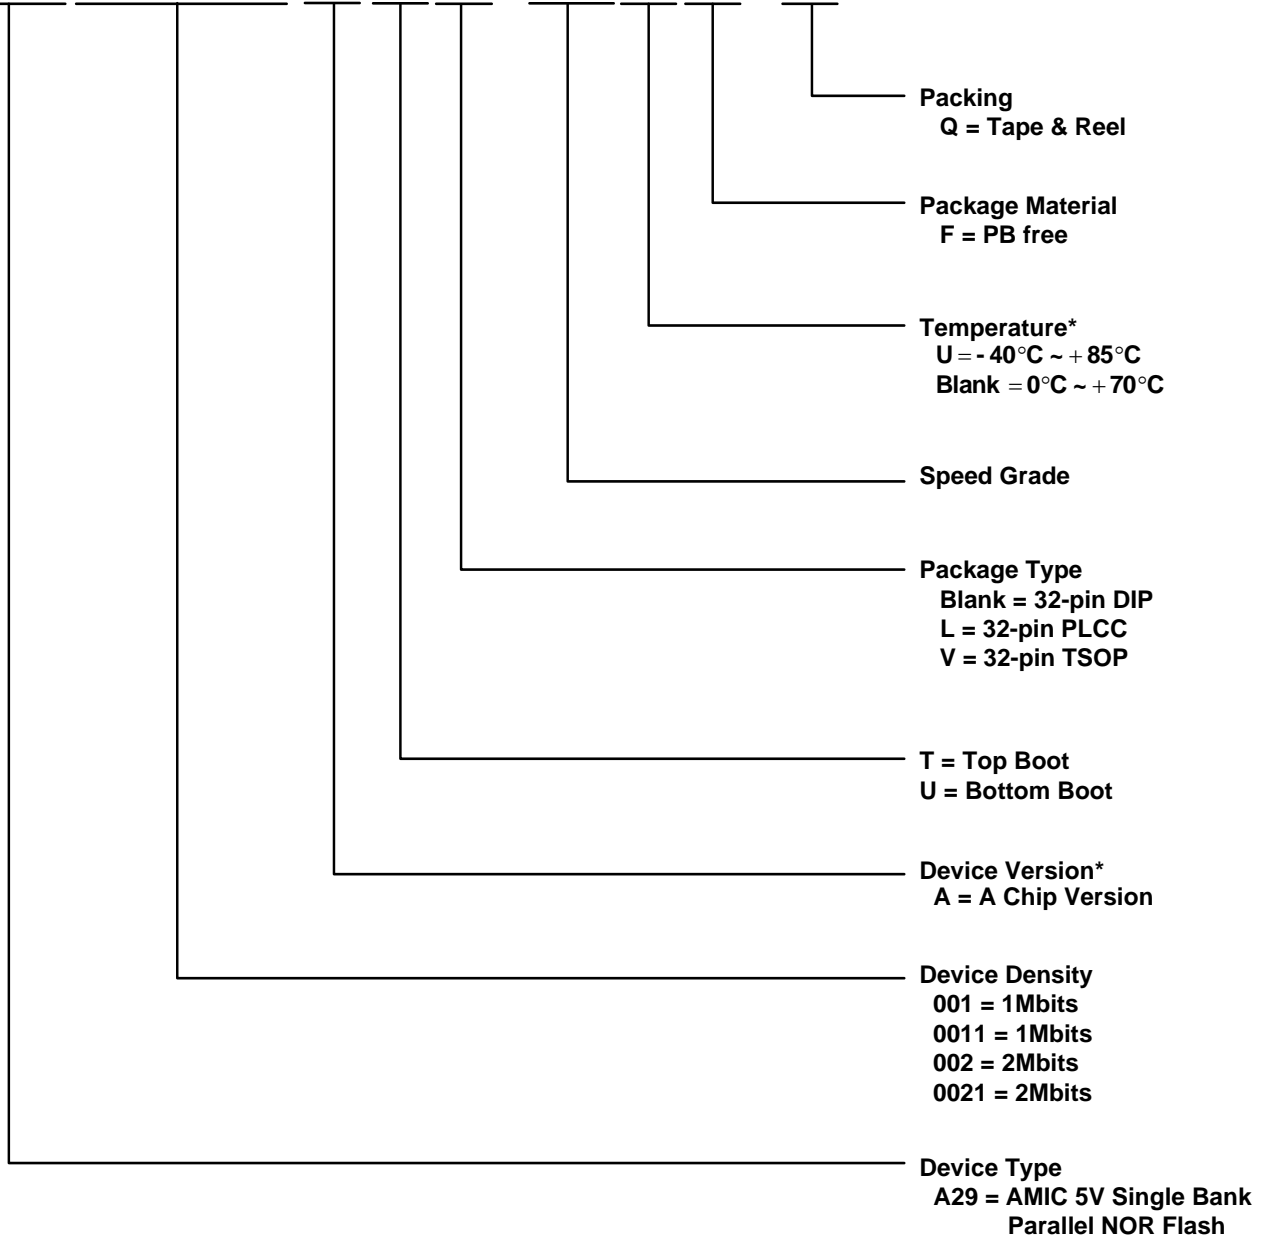 Packing
Q = Tape & Reel
Package Material
F = PB free
Temperature*
U = - 40°C ~ + 85°C
Blank = 0°C ~ + 70°C
Speed Grade
Package Type
Blank = 32-pin DIP
L = 32-pin PLCC
V = 32-pin TSOP
T = Top Boot
U = Bottom Boot
Device Version*
A = A Chip Version
Device Density
001 = 1Mbits
0011 = 1Mbits
002 = 2Mbits
0021 = 2Mbits
Device Type
A29 = AMIC 5V Single Bank
Parallel NOR Flash